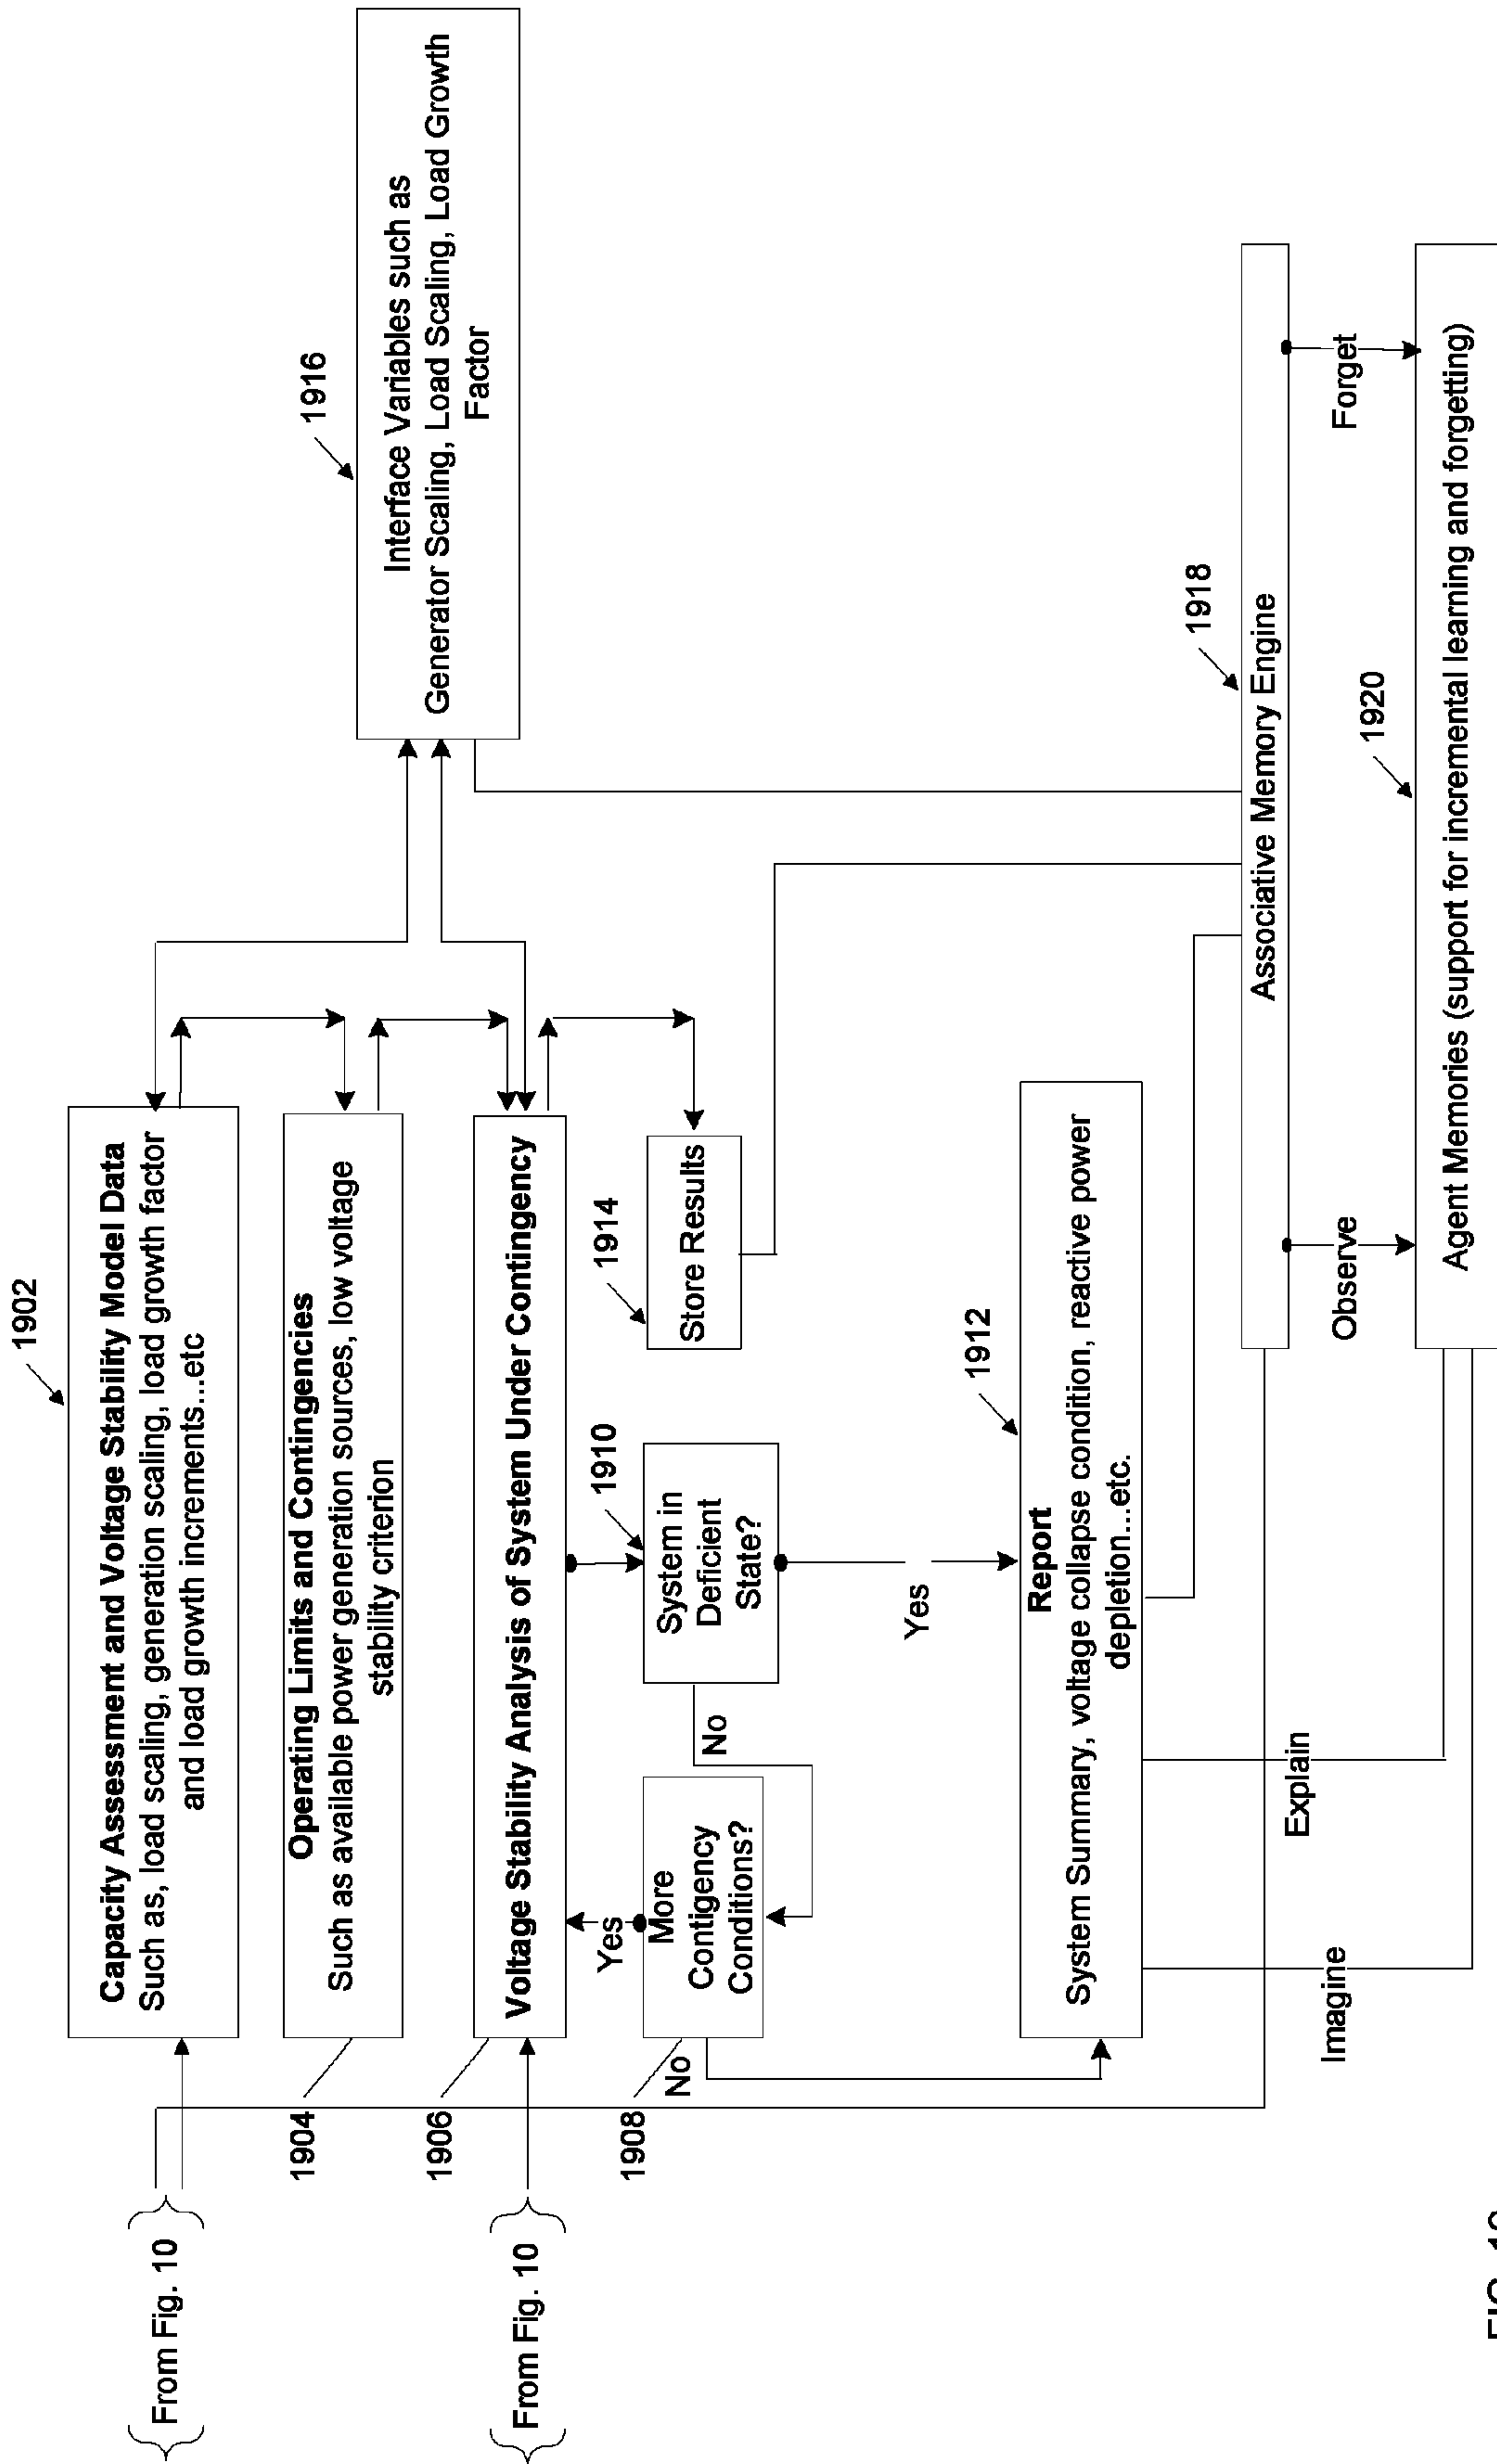 1902
Capacity Assessment and Voltage Stability Model Data
Such as, load scaling, generation scaling, load growth factor
and load growth increments...etc
From Fig. 10
1904
Operating Limits and Contingencies
Such as available power generation sources, low voltage
stability criterion
1916
Interface Variables such as
Generator Scaling, Load Scaling, Load Growth
Factor
1906
Voltage Stability Analysis of System Under Contingency
From Fig. 10
1908
Yes
More
Contigency
Conditions?
No
No
1910
System in
Deficient
State?
Yes
1914
Store Results
1912
Report
System Summary, voltage collapse condition, reactive power
depletion...etc.
1918
Associative Memory Engine
Imagine
Explain
Observe
Forget
1920
Agent Memories (support for incremental learning and forgetting)